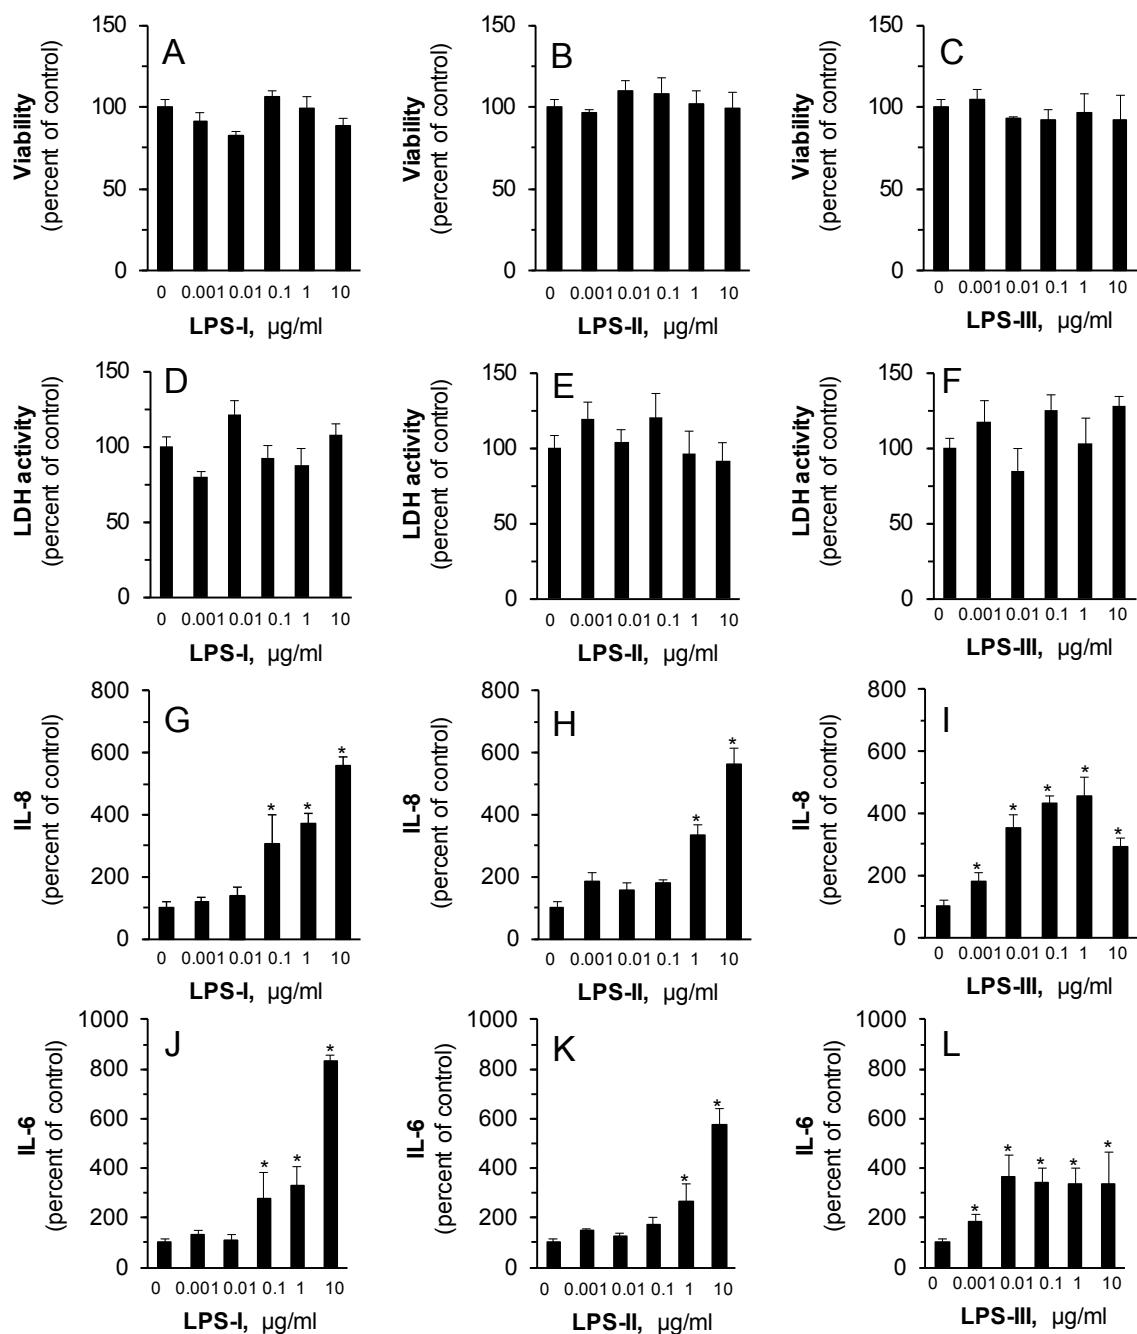 A
Viability
(percent of control)
150
100
50
0
0 0.001 0.01 0.1 1 10
LPS-I, µg/ml
B
Viability
(percent of control)
150
100
50
0
0 0.001 0.01 0.1 1 10
LPS-II, µg/ml
C
Viability
(percent of control)
150
100
50
0
0 0.001 0.01 0.1 1 10
LPS-III, µg/ml
D
LDH activity
(percent of control)
150
100
50
0
0 0.001 0.01 0.1 1 10
LPS-I, µg/ml
E
LDH activity
(percent of control)
150
100
50
0
0 0.001 0.01 0.1 1 10
LPS-II, µg/ml
F
LDH activity
(percent of control)
150
100
50
0
0 0.001 0.01 0.1 1 10
LPS-III, µg/ml
G
IL-8
(percent of control)
800
600
400
200
0
* * *
0 0.001 0.01 0.1 1 10
LPS-I, µg/ml
H
IL-8
(percent of control)
800
600
400
200
0
* *
0 0.001 0.01 0.1 1 10
LPS-II, µg/ml
I
IL-8
(percent of control)
800
600
400
200
0
* * * * *
0 0.001 0.01 0.1 1 10
LPS-III, µg/ml
J
IL-6
(percent of control)
1000
800
600
400
200
0
* * *
0 0.001 0.01 0.1 1 10
LPS-I, µg/ml
K
IL-6
(percent of control)
1000
800
600
400
200
0
* *
0 0.001 0.01 0.1 1 10
LPS-II, µg/ml
L
IL-6
(percent of control)
1000
800
600
400
200
0
* * * * *
0 0.001 0.01 0.1 1 10
LPS-III, µg/ml